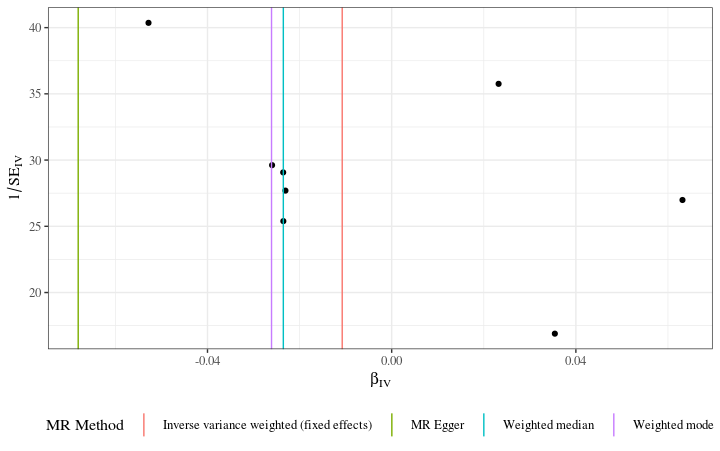 40
35
30
25
20
1/SE_IV
-0.04 0.00 0.04
β_IV
MR Method Inverse variance weighted (fixed effects) MR Egger Weighted median Weighted mode